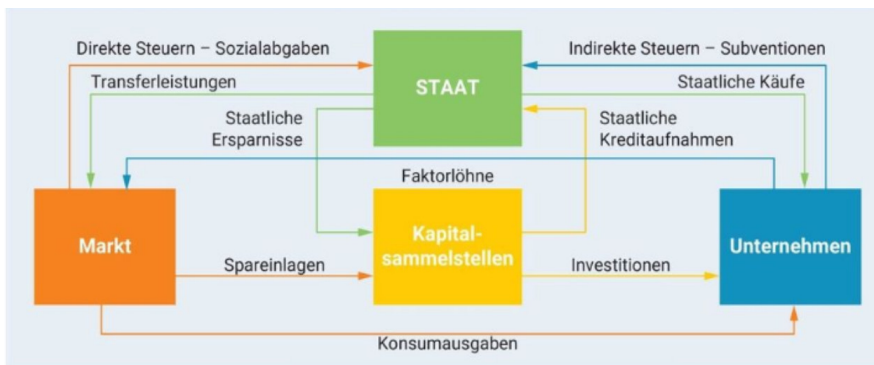 Direkte Steuern – Sozialabgaben
Indirekte Steuern – Subventionen
STAAT
Transferleistungen
Staatliche Käufe
Staatliche
Ersparnisse
Staatliche
Kreditaufnahmen
Faktorlöhne
Markt
Kapital-
sammelstellen
Unternehmen
Spareinlagen
Investitionen
Konsumausgaben